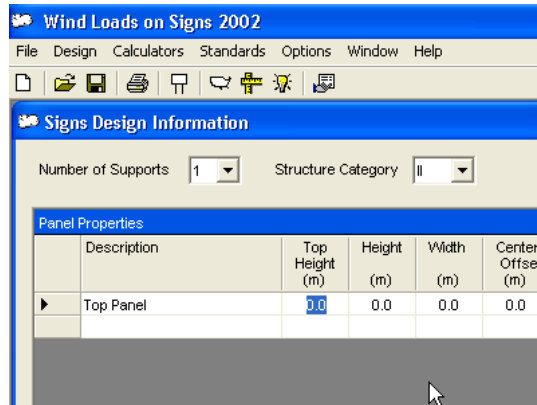 Wind Loads on Signs 2002
File Design Calculators Standards Options Window Help
Signs Design Information
Number of Supports 1 Structure Category II
Panel Properties
Description Top Height Width Center
Height Offse
(m) (m) (m) (m)
Top Panel 0.0 0.0 0.0 0.0